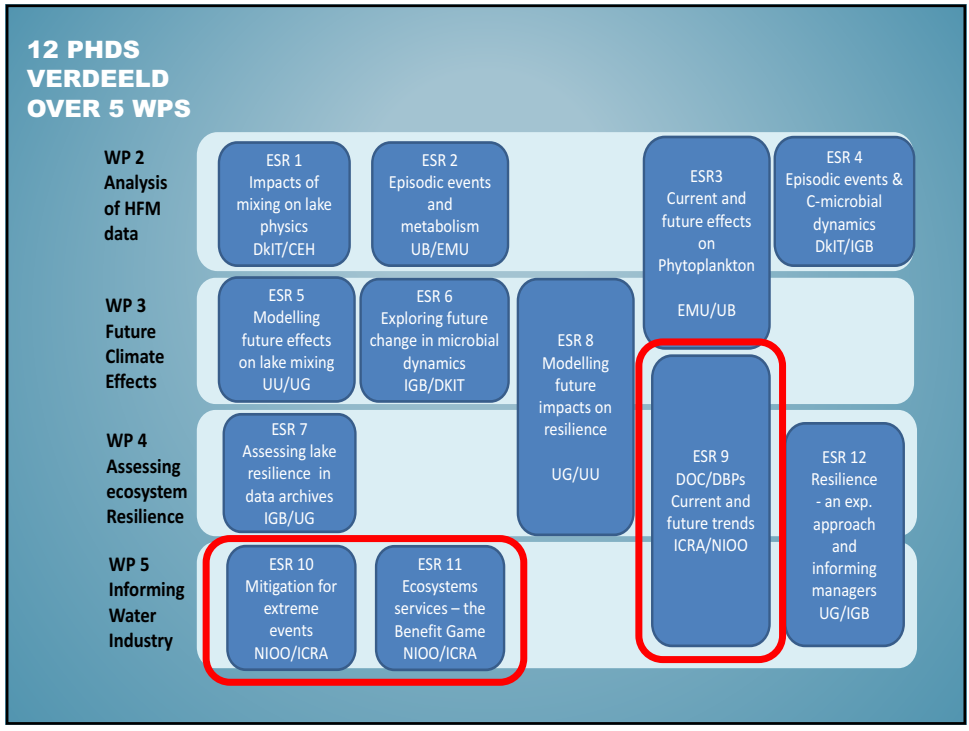 12 PHDS
VERDEELD
OVER 5 WPS
WP 2
Analysis
of HFM
data
ESR 1
Impacts of
mixing on lake
physics
DkIT/CEH
ESR 2
Episodic events
and
metabolism
UB/EMU
ESR3
Current and
future effects
on
Phytoplankton
EMU/UB
ESR 4
Episodic events &
C-microbial
dynamics
DkIT/IGB
WP 3
Future
Climate
Effects
ESR 5
Modelling
future effects
on lake mixing
UU/UG
ESR 6
Exploring future
change in microbial
dynamics
IGB/DKIT
ESR 8
Modelling
future
impacts on
resilience
UG/UU
WP 4
Assessing
ecosystem
Resilience
ESR 7
Assessing lake
resilience in
data archives
IGB/UG
ESR 9
DOC/DBPs
Current and
future trends
ICRA/NIOO
ESR 12
Resilience
- an exp.
approach
and
informing
managers
UG/IGB
WP 5
Informing
Water
Industry
ESR 10
Mitigation for
extreme
events
NIOO/ICRA
ESR 11
Ecosystems
services – the
Benefit Game
NIOO/ICRA